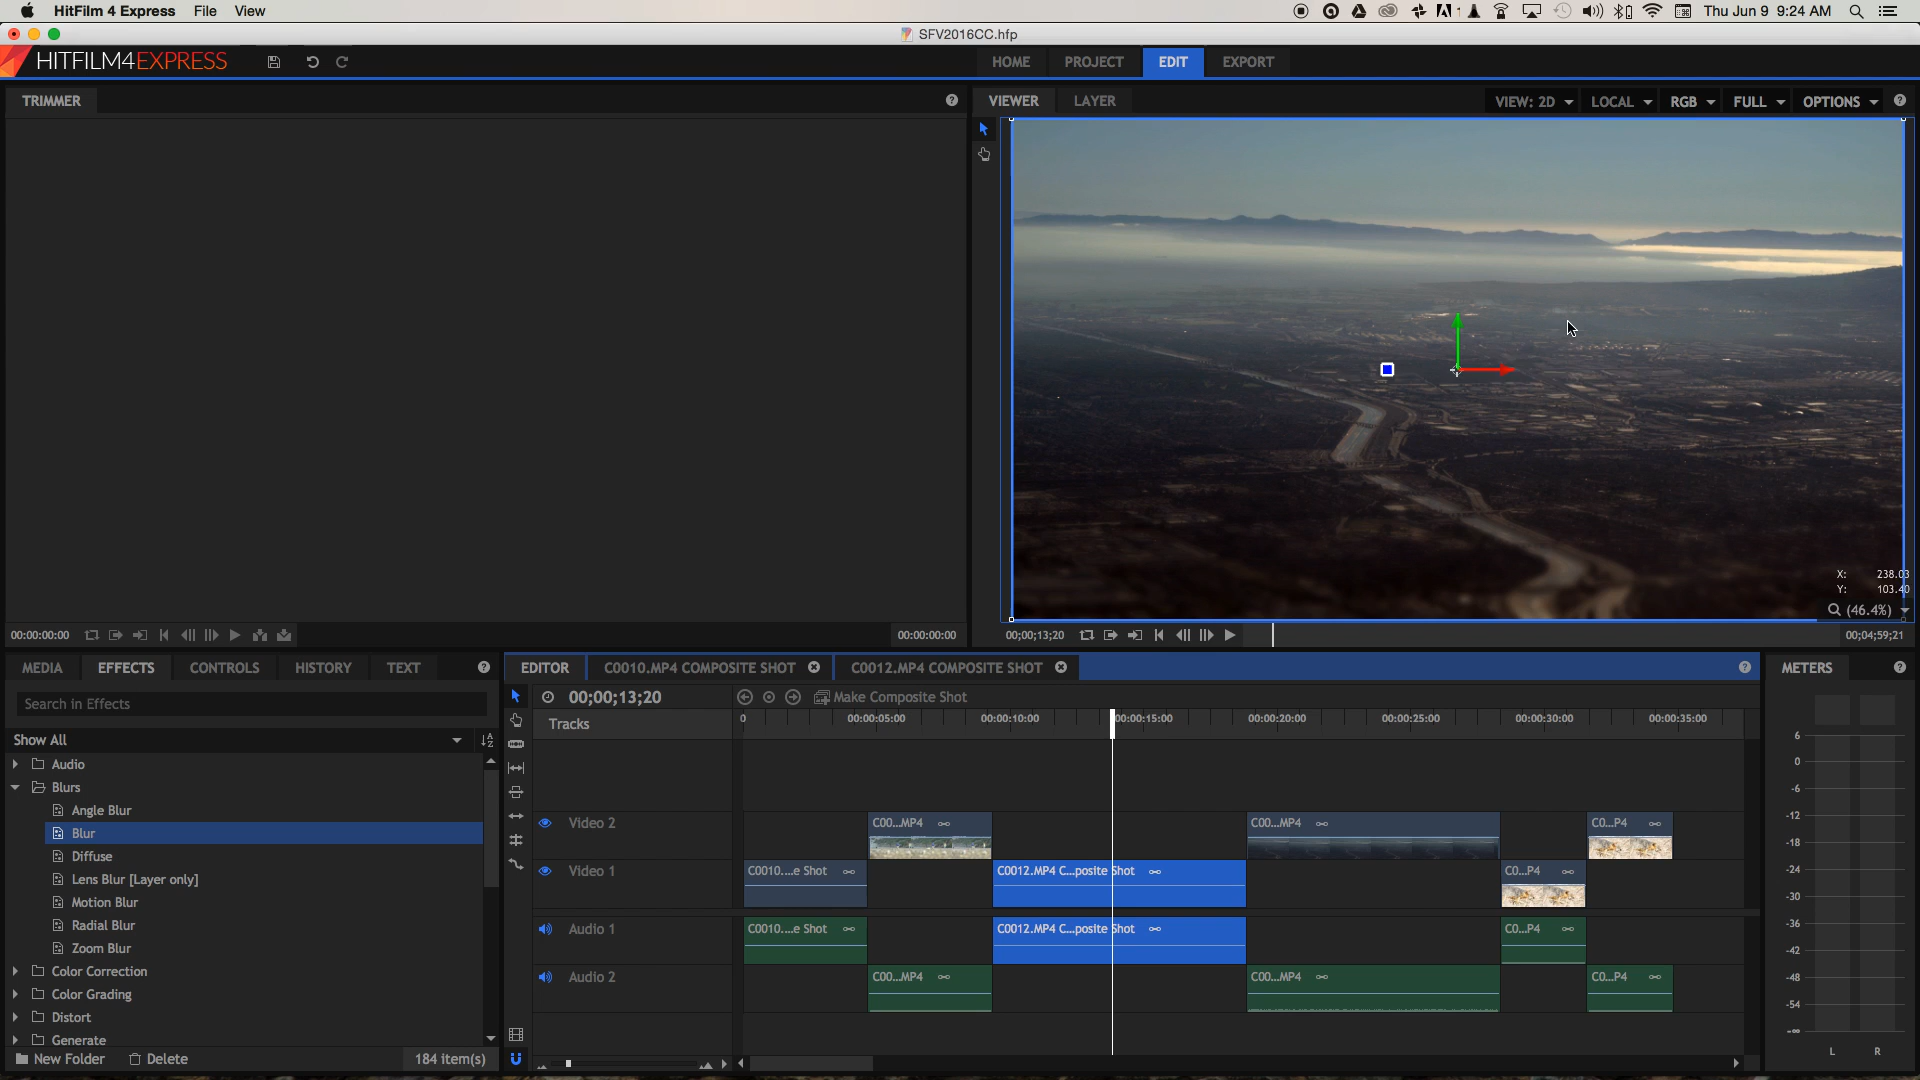 HitFilm 4 Express File View
Thu Jun 9 9:24 AM
SFV2016CC.hfp
HITFILM4EXPRESS
HOME PROJECT EDIT EXPORT
TRIMMER
VIEWER LAYER VIEW: 2D LOCAL RGB FULL OPTIONS
X: 238.03
Y: 103.40
(46.4%)
00:00:00:00 00:00:00:00 00;00;13;20 00;04;59;21
MEDIA EFFECTS CONTROLS HISTORY TEXT
EDITOR C0010.MP4 COMPOSITE SHOT C0012.MP4 COMPOSITE SHOT
METERS
Search in Effects
00;00;13;20 Make Composite Shot
Tracks
0 00:00:05:00 00:00:10:00 00:00:15:00 00:00:20:00 00:00:25:00 00:00:30:00 00:00:35:00
Show All
Audio
Blurs
Angle Blur
Blur
Diffuse
Lens Blur [Layer only]
Motion Blur
Radial Blur
Zoom Blur
Color Correction
Color Grading
Distort
Generate
New Folder Delete 184 item(s)
Video 2 C00...MP4 C00...MP4 C0...P4
Video 1 C0010....e Shot C0012.MP4 C...posite Shot C0...P4
Audio 1 C0010....e Shot C0012.MP4 C...posite Shot C0...P4
Audio 2 C00...MP4 C00...MP4 C0...P4
6
0
-6
-12
-18
-24
-30
-36
-42
-48
-54
-∞
L R